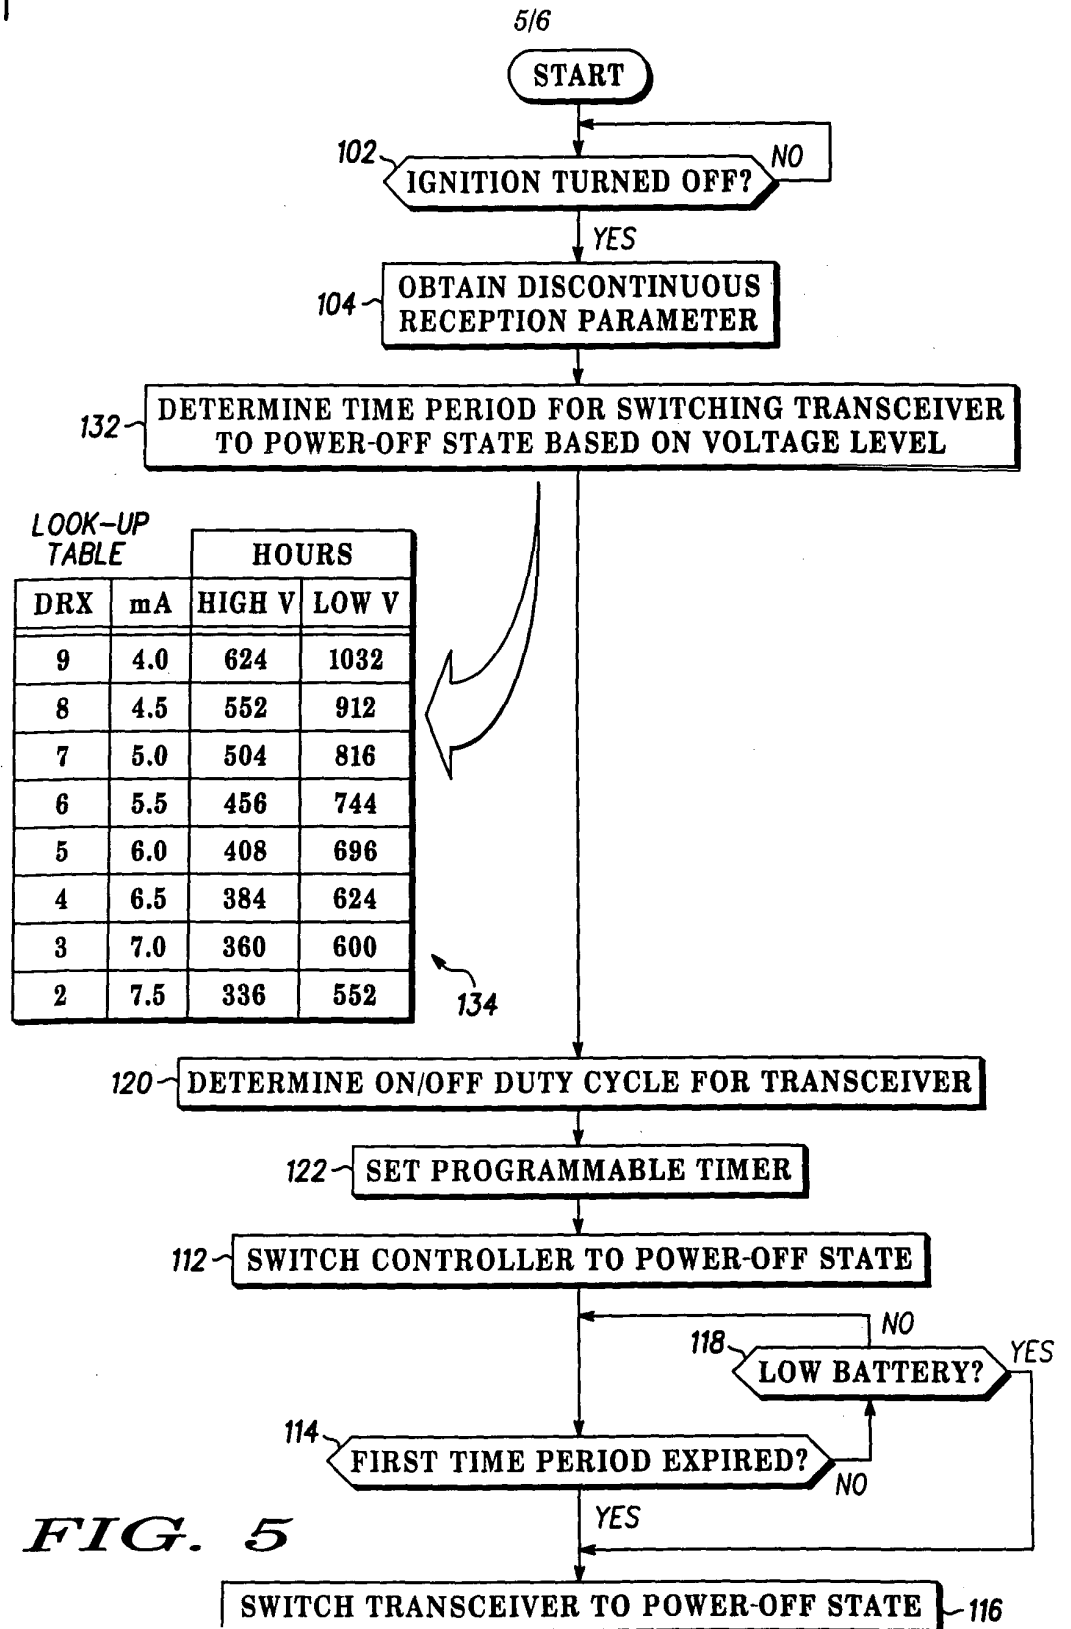 5/6
START
102
NO
IGNITION TURNED OFF?
YES
104
OBTAIN DISCONTINUOUS
RECEPTION PARAMETER
132
DETERMINE TIME PERIOD FOR SWITCHING TRANSCEIVER
TO POWER-OFF STATE BASED ON VOLTAGE LEVEL
LOOK-UP
TABLE
HOURS
DRX mA HIGH V LOW V
9 4.0 624 1032
8 4.5 552 912
7 5.0 504 816
6 5.5 456 744
5 6.0 408 696
4 6.5 384 624
3 7.0 360 600
2 7.5 336 552
134
120
DETERMINE ON/OFF DUTY CYCLE FOR TRANSCEIVER
122
SET PROGRAMMABLE TIMER
112
SWITCH CONTROLLER TO POWER-OFF STATE
NO
118
YES
LOW BATTERY?
114
FIRST TIME PERIOD EXPIRED?
NO
YES
FIG. 5
SWITCH TRANSCEIVER TO POWER-OFF STATE
116